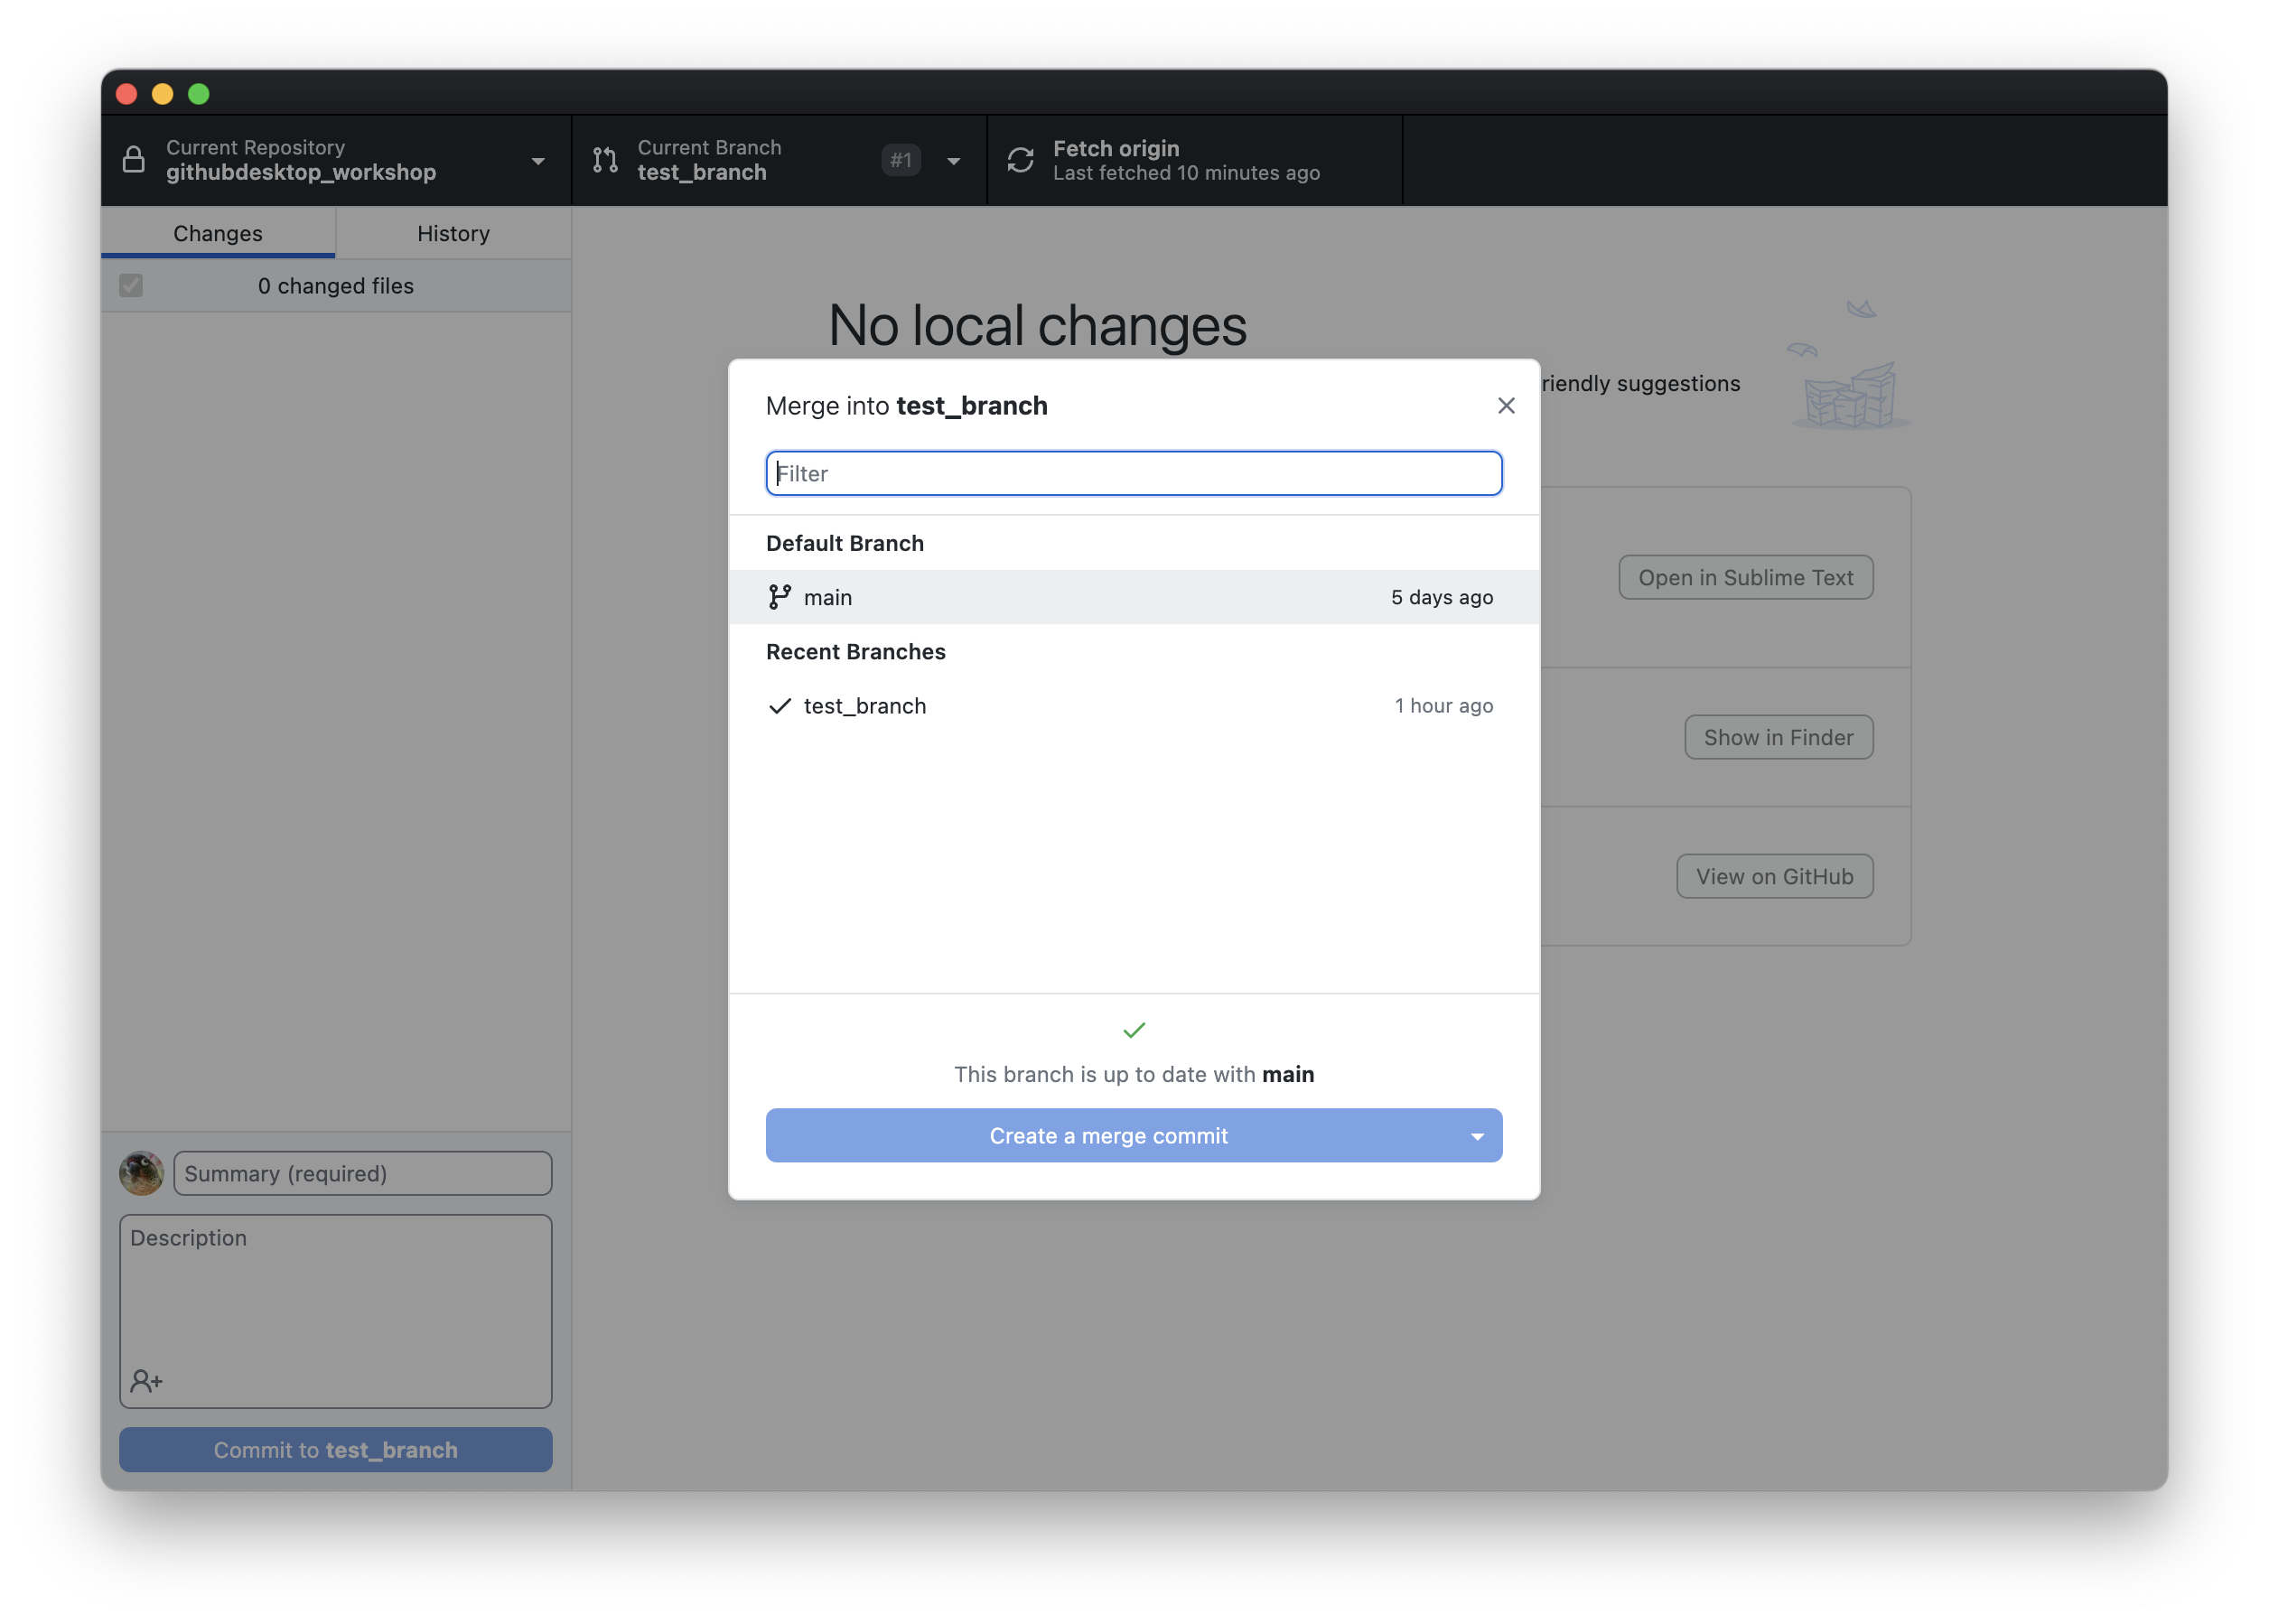 Current Repository
githubdesktop_workshop
Current Branch
test_branch
#1
Fetch origin
Last fetched 10 minutes ago
Changes
History
0 changed files
No local changes
riendly suggestions
Merge into test_branch
Filter
Default Branch
main
5 days ago
Recent Branches
test_branch
1 hour ago
This branch is up to date with main
Create a merge commit
Open in Sublime Text
Show in Finder
View on GitHub
Summary (required)
Description
Commit to test_branch